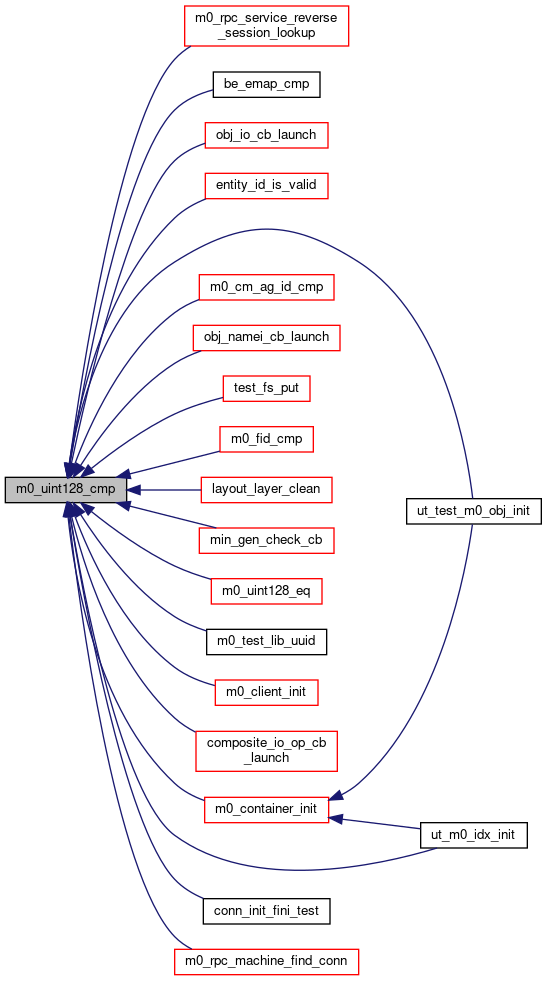 m0_rpc_service_reverse
_session_lookup
be_emap_cmp
obj_io_cb_launch
entity_id_is_valid
m0_cm_ag_id_cmp
obj_namei_cb_launch
test_fs_put
m0_fid_cmp
m0_uint128_cmp
layout_layer_clean
ut_test_m0_obj_init
min_gen_check_cb
m0_uint128_eq
m0_test_lib_uuid
m0_client_init
composite_io_op_cb
_launch
m0_container_init
ut_m0_idx_init
conn_init_fini_test
m0_rpc_machine_find_conn